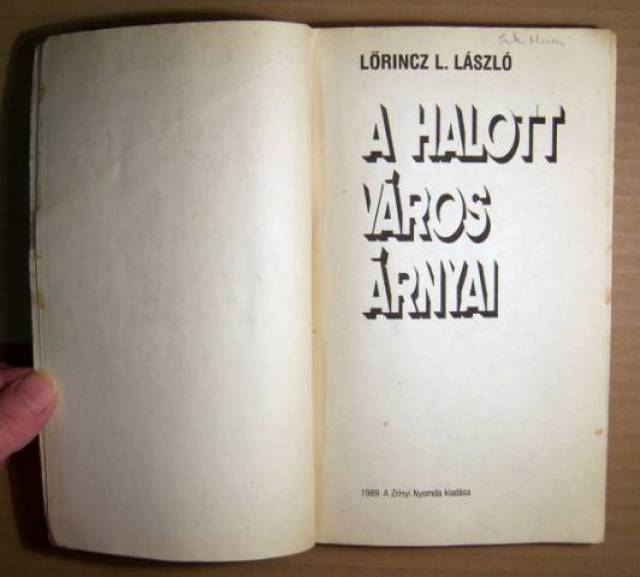 LŐRINCZ L. LÁSZLÓ
A HALOTT
VÁROS
ÁRNYAI
1989 A Zrínyi Nyomda kiadása